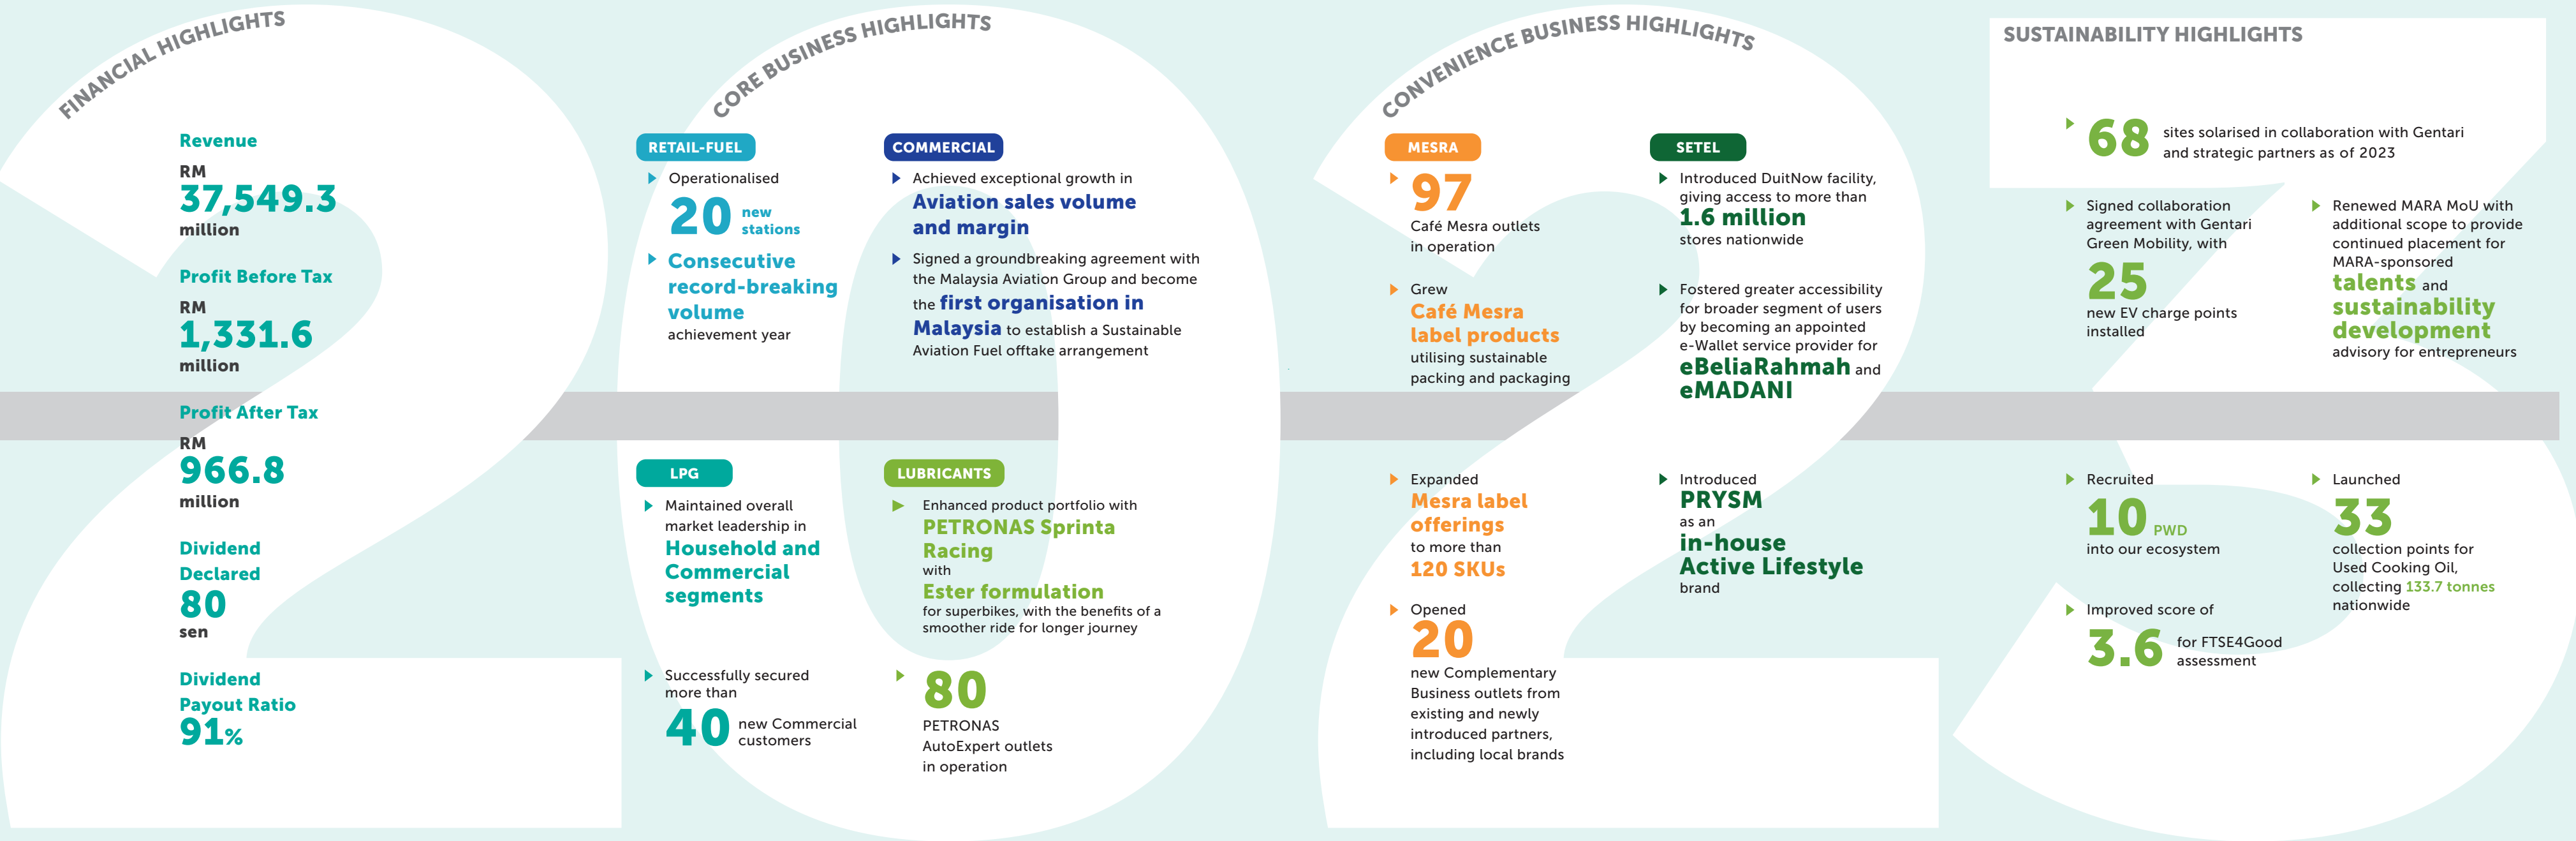 FINANCIAL HIGHLIGHTS
Revenue
RM
37,549.3
million
Profit Before Tax
RM
1,331.6
million
Profit After Tax
RM
966.8
million
Dividend
Declared
80
sen
Dividend
Payout Ratio
91%
CORE BUSINESS HIGHLIGHTS
RETAIL-FUEL
Operationalised
20 new
stations
Consecutive
record-breaking
volume
achievement year
COMMERCIAL
Achieved exceptional growth in
Aviation sales volume
and margin
Signed a groundbreaking agreement with
the Malaysia Aviation Group and become
the first organisation in
Malaysia to establish a Sustainable
Aviation Fuel offtake arrangement
LPG
Maintained overall
market leadership in
Household and
Commercial
segments
Successfully secured
more than
40 new Commercial
customers
LUBRICANTS
Enhanced product portfolio with
PETRONAS Sprinta
Racing
with
Ester formulation
for superbikes, with the benefits of a
smoother ride for longer journey
80
PETRONAS
AutoExpert outlets
in operation
CONVENIENCE BUSINESS HIGHLIGHTS
MESRA
97
Café Mesra outlets
in operation
Grew
Café Mesra
label products
utilising sustainable
packing and packaging
Expanded
Mesra label
offerings
to more than
120 SKUs
Opened
20
new Complementary
Business outlets from
existing and newly
introduced partners,
including local brands
SETEL
Introduced DuitNow facility,
giving access to more than
1.6 million
stores nationwide
Fostered greater accessibility
for broader segment of users
by becoming an appointed
e-Wallet service provider for
eBeliaRahmah and
eMADANI
Introduced
PRYSM
as an
in-house
Active Lifestyle
brand
SUSTAINABILITY HIGHLIGHTS
68 sites solarised in collaboration with Gentari
and strategic partners as of 2023
Signed collaboration
agreement with Gentari
Green Mobility, with
25
new EV charge points
installed
Renewed MARA MoU with
additional scope to provide
continued placement for
MARA-sponsored
talents and
sustainability
development
advisory for entrepreneurs
Recruited
10 PWD
into our ecosystem
Improved score of
3.6 for FTSE4Good
assessment
Launched
33
collection points for
Used Cooking Oil,
collecting 133.7 tonnes
nationwide